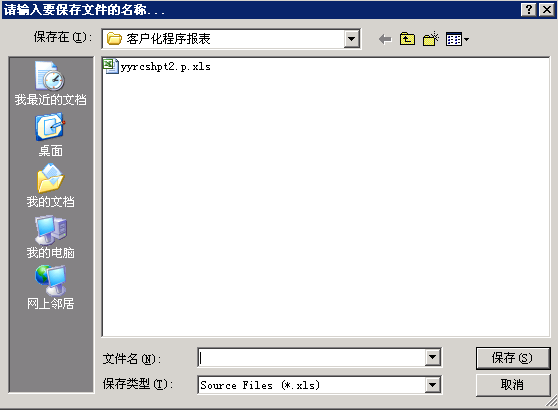 请输入要保存文件的名称...
保存在(I):
客户化程序报表
yyrcshpt2.p.xls
我最近的文档
桌面
我的文档
我的电脑
网上邻居
文件名(N):
保存(S)
保存类型(T):
Source Files (*.xls)
取消